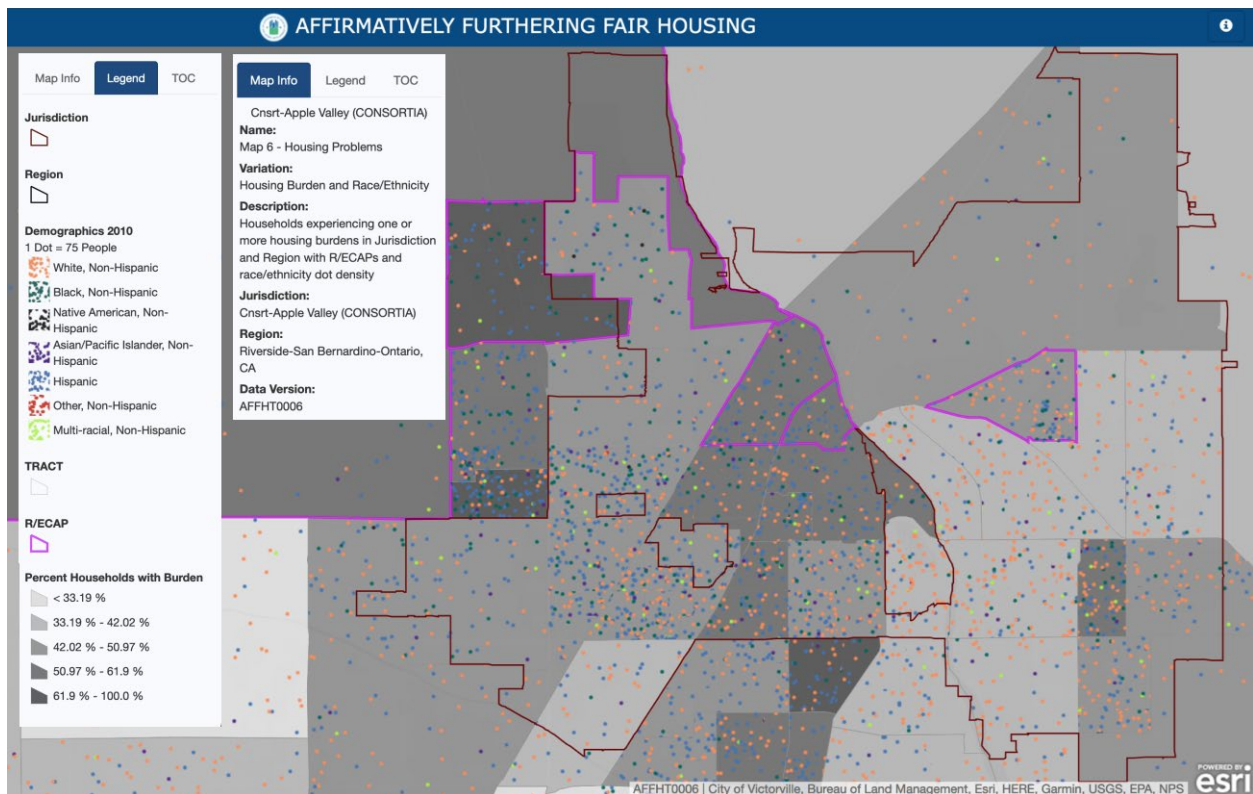 AFFIRMATIVELY FURTHERING FAIR HOUSING
Map Info Legend TOC
Jurisdiction
Region
Demographics 2010
1 Dot = 75 People
White, Non-Hispanic
Black, Non-Hispanic
Native American, Non-
Hispanic
Asian/Pacific Islander, Non-
Hispanic
Hispanic
Other, Non-Hispanic
Multi-racial, Non-Hispanic
TRACT
R/ECAP
Percent Households with Burden
< 33.19 %
33.19 % - 42.02 %
42.02 % - 50.97 %
50.97 % - 61.9 %
61.9 % - 100.0 %
Map Info Legend TOC
Cnsrt-Apple Valley (CONSORTIA)
Name:
Map 6 - Housing Problems
Variation:
Housing Burden and Race/Ethnicity
Description:
Households experiencing one or
more housing burdens in Jurisdiction
and Region with R/ECAPs and
race/ethnicity dot density
Jurisdiction:
Cnsrt-Apple Valley (CONSORTIA)
Region:
Riverside-San Bernardino-Ontario,
CA
Data Version:
AFFHT0006
AFFHT0006 | City of Victorville, Bureau of Land Management, Esri, HERE, Garmin, USGS, EPA, NPS
POWERED BY
esri